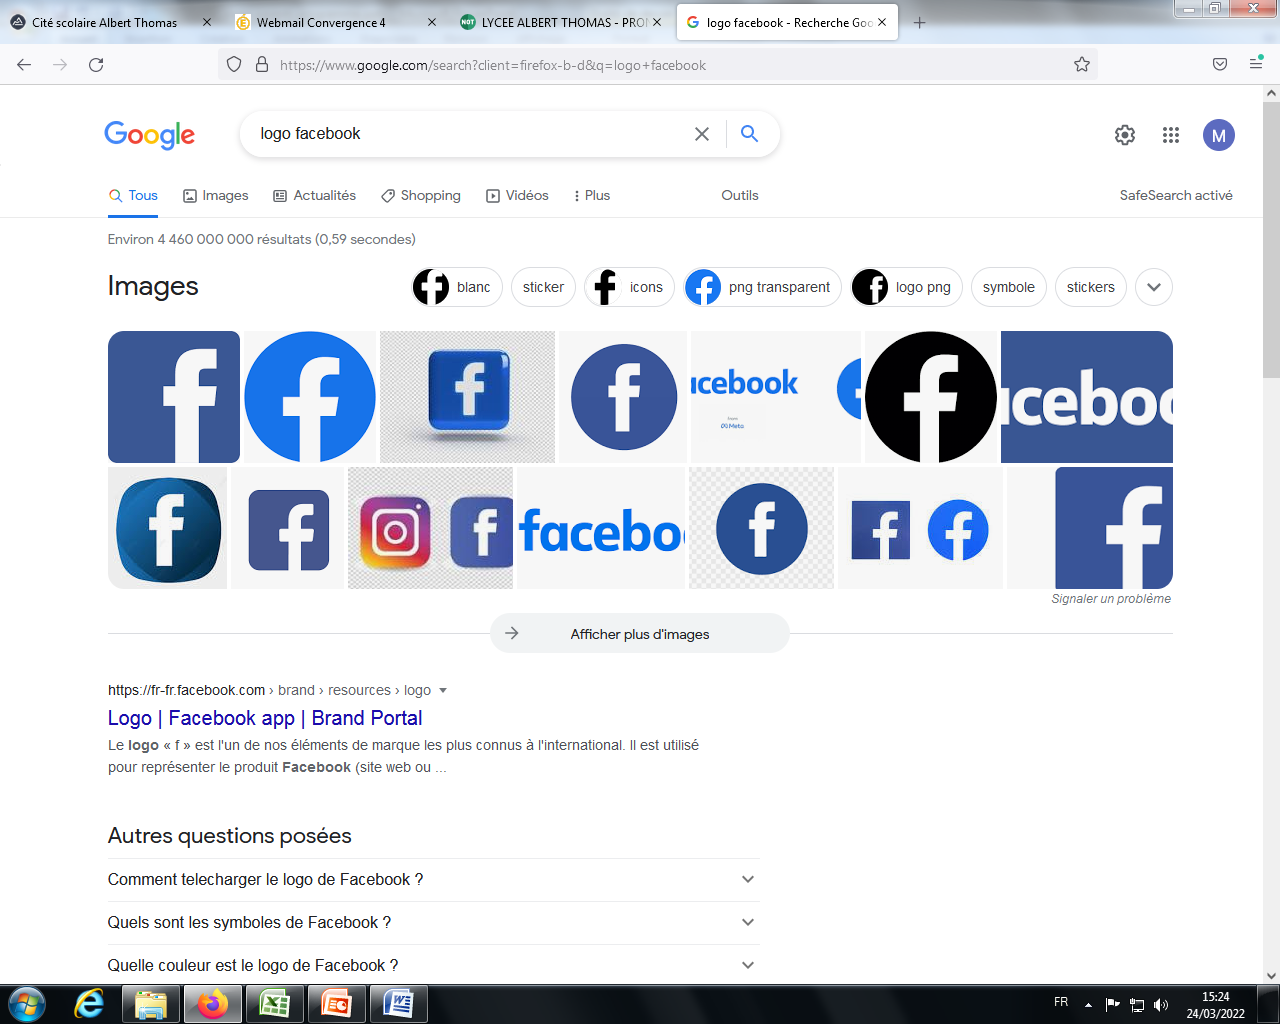 Cité scolaire Albert Thomas
Webmail Convergence 4
LYCEE ALBERT THOMAS - PRO
logo facebook - Recherche Goo
https://www.google.com/search?client=firefox-b-d&q=logo+facebook
Google
logo facebook
M
Tous
Images
Actualités
Shopping
Vidéos
Plus
Outils
SafeSearch activé
Environ 4 460 000 000 résultats (0,59 secondes)
Images
blanc
sticker
icons
png transparent
logo png
symbole
stickers
acebook
from
Meta
aceboo
facebo
Signaler un problème
Afficher plus d'images
https://fr-fr.facebook.com › brand › resources › logo
Logo | Facebook app | Brand Portal
Le logo « f » est l'un de nos éléments de marque les plus connus à l'international. Il est utilisé
pour représenter le produit Facebook (site web ou ...
Autres questions posées
Comment telecharger le logo de Facebook ?
Quels sont les symboles de Facebook ?
Quelle couleur est le logo de Facebook ?
FR
15:24
24/03/2022